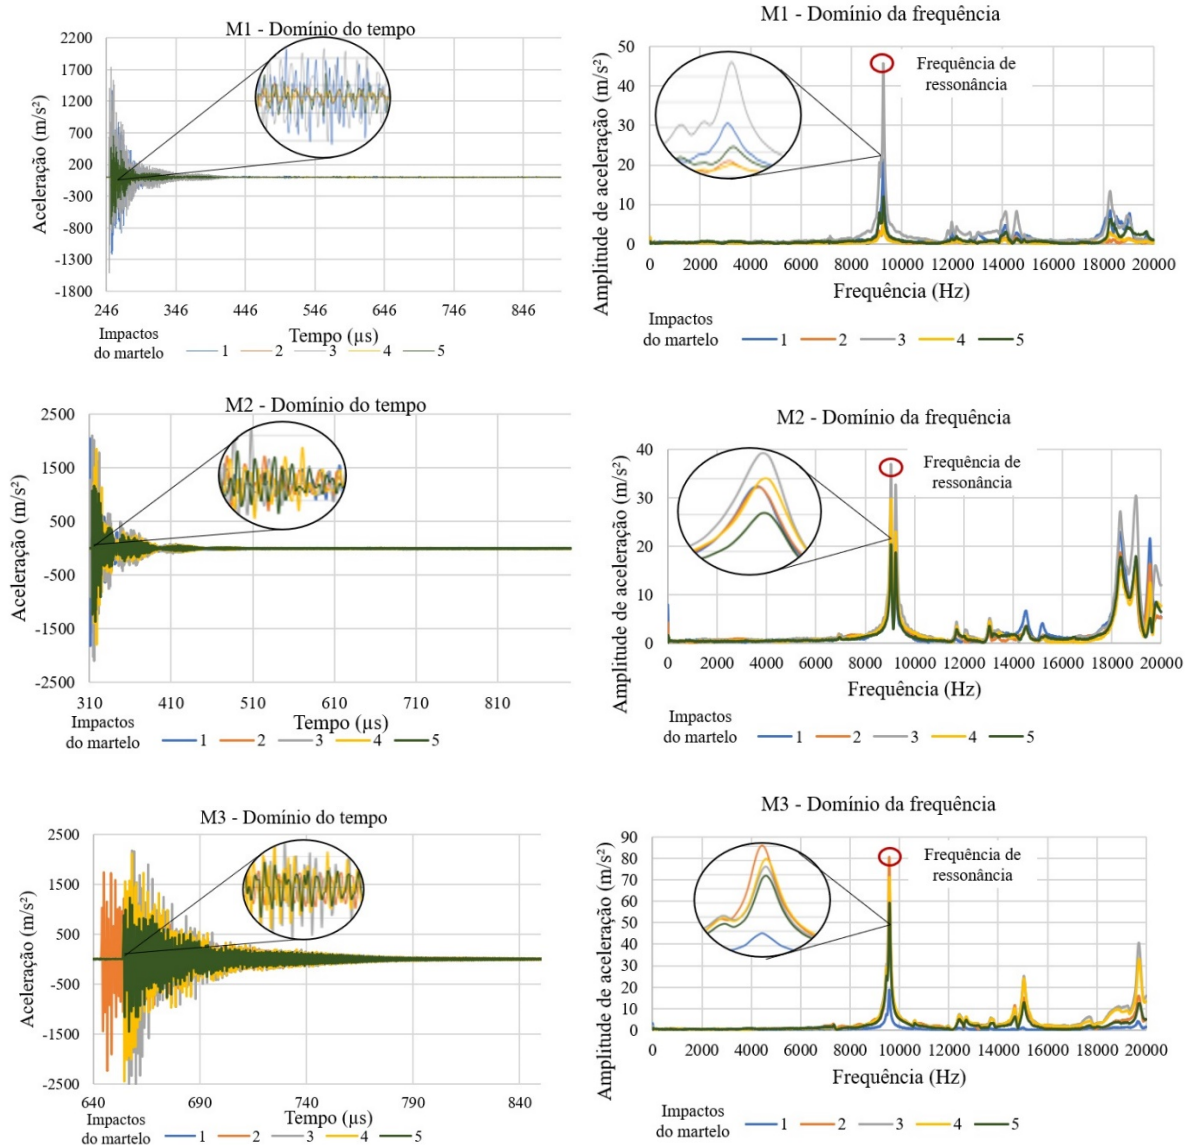 M1 - Domínio do tempo
Aceleração (m/s²)
2200
1700
1200
700
200
-300
-800
-1300
-1800
246 346 446 546 646 746 846
Tempo (µs)
Impactos
do martelo
1 2 3 4 5
M1 - Domínio da frequência
Amplitude de aceleração (m/s²)
50
40
30
20
10
0
Frequência de
ressonância
0 2000 4000 6000 8000 10000 12000 14000 16000 18000 20000
Frequência (Hz)
Impactos
do martelo
1 2 3 4 5
M2 - Domínio do tempo
Aceleração (m/s²)
2500
1500
500
-500
-1500
-2500
310 410 510 610 710 810
Tempo (µs)
Impactos
do martelo
1 2 3 4 5
M2 - Domínio da frequência
Amplitude de aceleração (m/s²)
40
30
20
10
0
Frequência de
ressonância
0 2000 4000 6000 8000 10000 12000 14000 16000 18000 20000
Frequência (Hz)
Impactos
do martelo
1 2 3 4 5
M3 - Domínio do tempo
Aceleração (m/s²)
2500
1500
500
-500
-1500
-2500
640 690 740 790 840
Tempo (µs)
Impactos
do martelo
1 2 3 4 5
M3 - Domínio da frequência
Amplitude de aceleração (m/s²)
90
80
70
60
50
40
30
20
10
0
Frequência de
ressonância
0 2000 4000 6000 8000 10000 12000 14000 16000 18000 20000
Frequência (Hz)
Impactos
do martelo
1 2 3 4 5